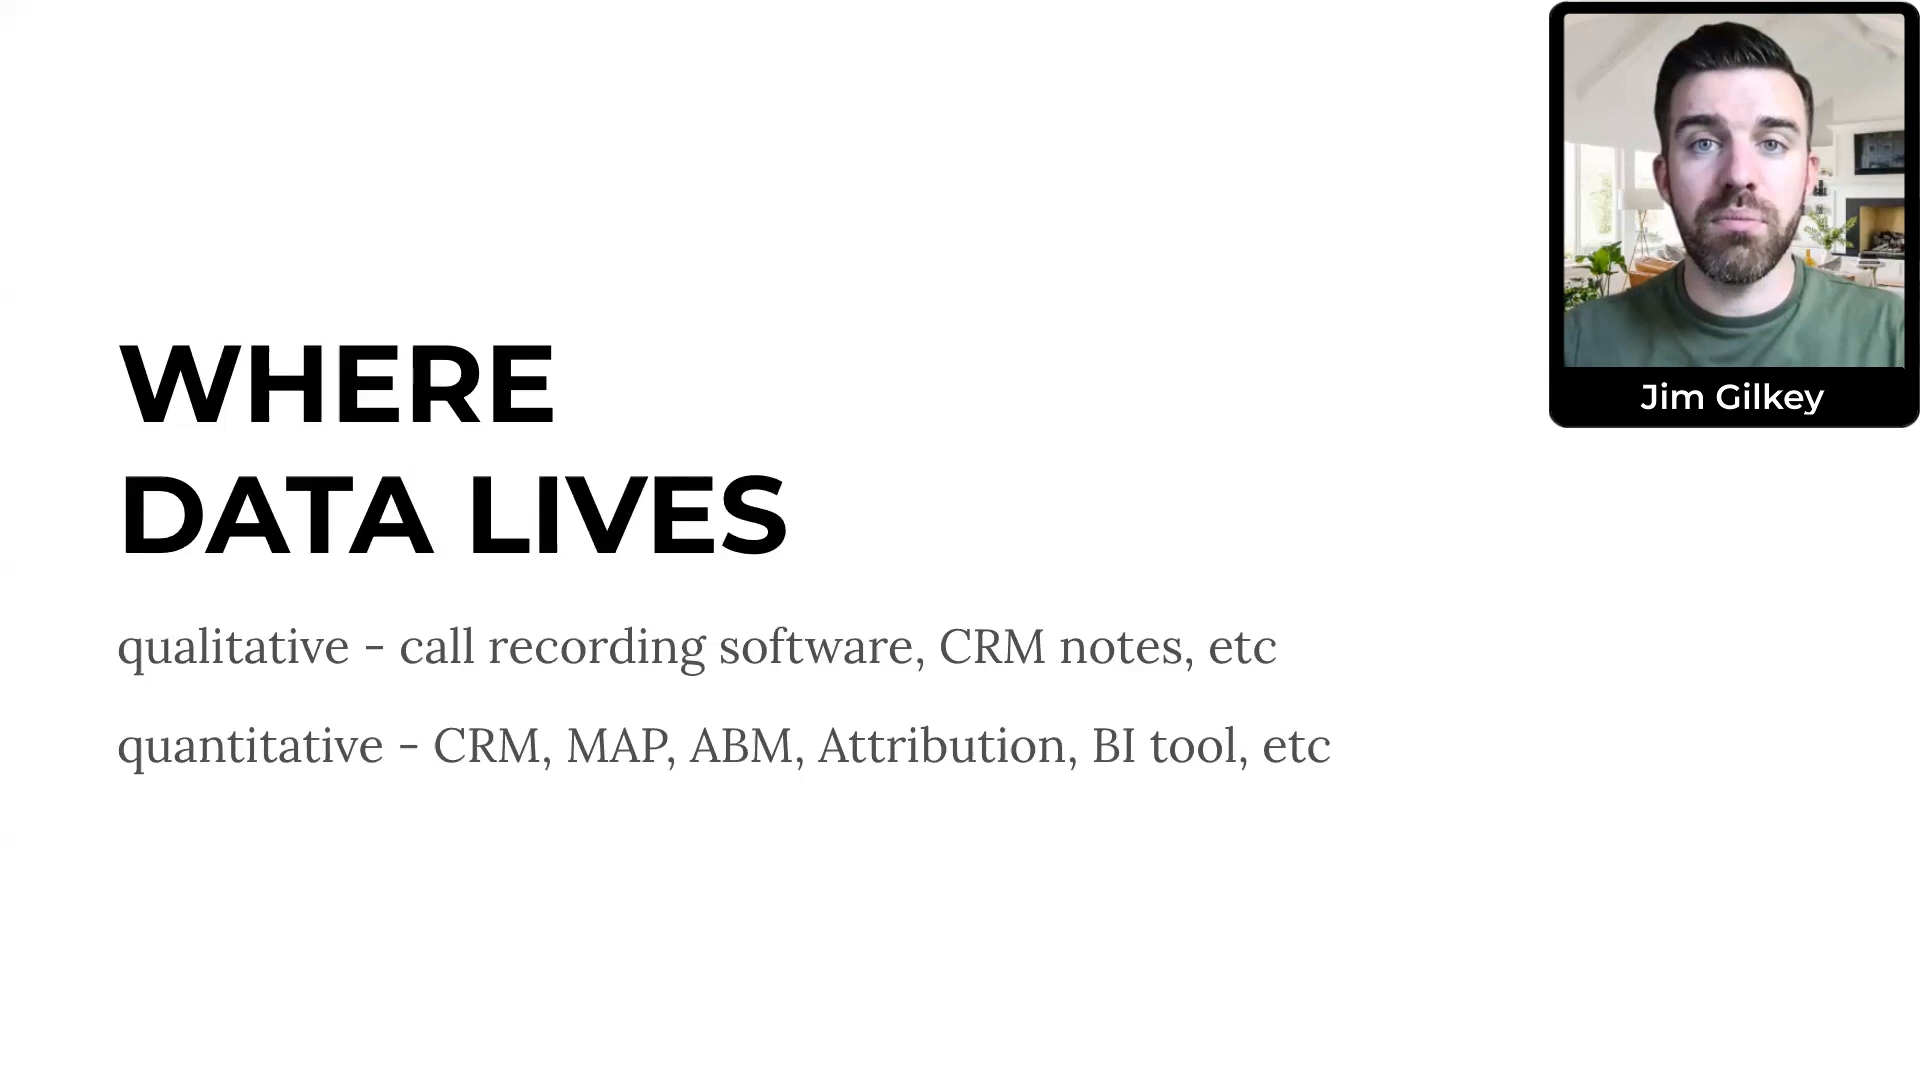 WHERE
DATA LIVES
qualitative - call recording software, CRM notes, etc
quantitative - CRM, MAP, ABM, Attribution, BI tool, etc
Jim Gilkey